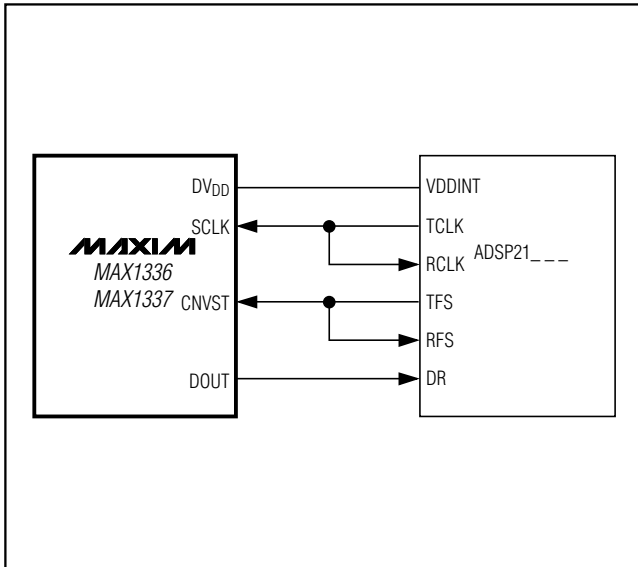 DVDD
SCLK
MAXIM
MAX1336
MAX1337
CNVST
DOUT
VDDINT
TCLK
RCLK
ADSP21_ _ _
TFS
RFS
DR